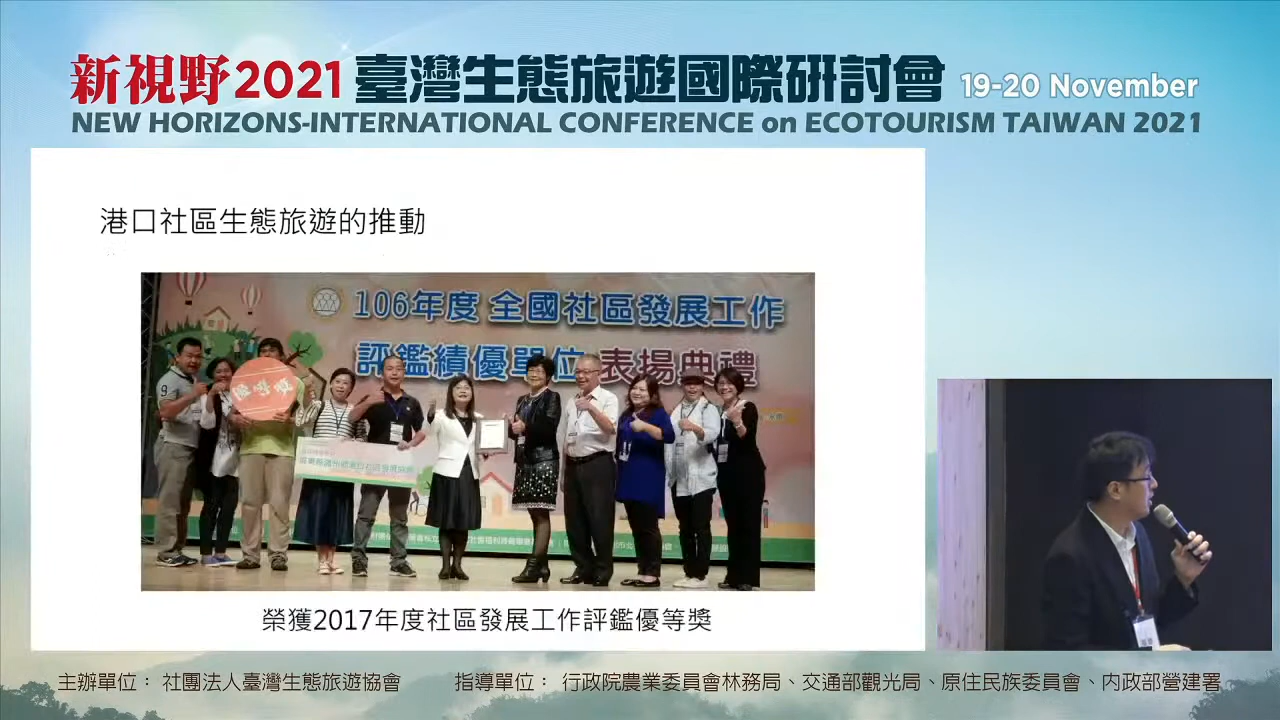 新視野2021臺灣生態旅遊國際研討會 19-20 November
NEW HORIZONS-INTERNATIONAL CONFERENCE on ECOTOURISM TAIWAN 2021
港口社區生態旅遊的推動
106年度 全國社區發展工作
評鑑績優單位 表揚典禮
優等獎
榮獲2017年度社區發展工作評鑑優等獎
主辦單位： 社團法人臺灣生態旅遊協會 指導單位： 行政院農業委員會林務局、交通部觀光局、原住民族委員會、内政部營建署